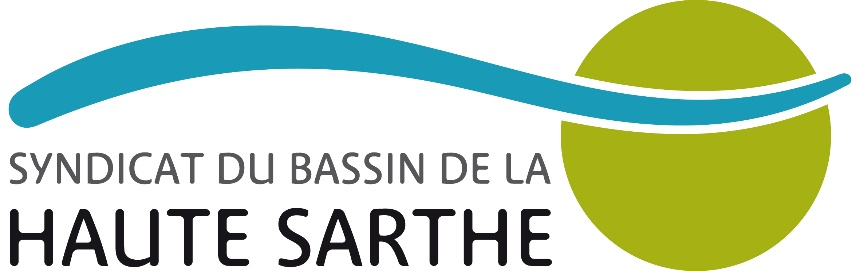 SYNDICAT DU BASSIN DE LA
HAUTE SARTHE